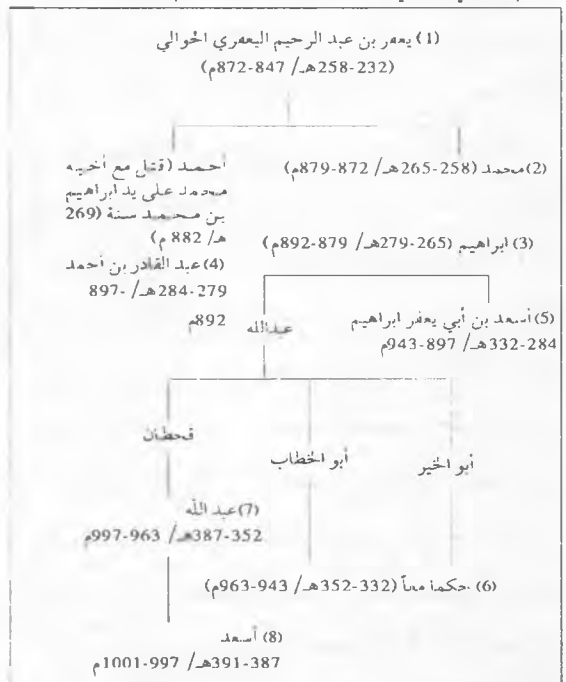 (1) يعفر بن عبد الرحيم اليعفري الحوالي
(232-258هـ/ 847-872م)
(2) محمد (258-265هـ/ 872-879م)
أحمد (قتل مع أخيه
محمد على يد ابراهيم
بن محمد سنة (269
هـ/ 882 م)
(3) ابراهيم (265-279هـ/ 879-892م)
(4) عبد القادر بن أحمد
279-284هـ/ 897-
892م
(5) أسعد بن أبي يعفر ابراهيم
284-332هـ/ 897-943م
عبدالله
قحطان
أبو الخطاب
أبو الخير
(7) عبد الله
352-387هـ/ 963-997م
(6) حكما معاً (332-352هـ/ 943-963م)
(8) أسعد
387-391هـ/ 997-1001م